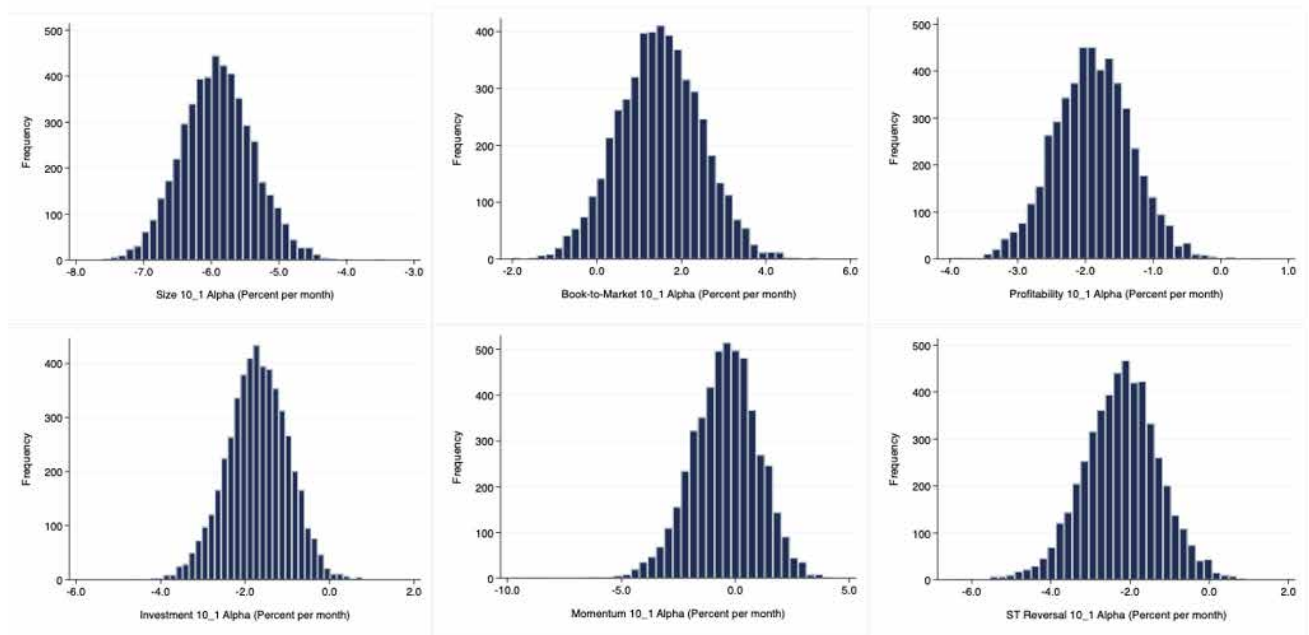 500
400
300
200
100
0
Frequency
-8.0 -7.0 -6.0 -5.0 -4.0 -3.0
Size 10_1 Alpha (Percent per month)
400
300
200
100
0
Frequency
-2.0 0.0 2.0 4.0 6.0
Book-to-Market 10_1 Alpha (Percent per month)
500
400
300
200
100
0
Frequency
-4.0 -3.0 -2.0 -1.0 0.0 1.0
Profitability 10_1 Alpha (Percent per month)
400
300
200
100
0
Frequency
-6.0 -4.0 -2.0 0.0 2.0
Investment 10_1 Alpha (Percent per month)
500
400
300
200
100
0
Frequency
-10.0 -5.0 0.0 5.0
Momentum 10_1 Alpha (Percent per month)
500
400
300
200
100
0
Frequency
-6.0 -4.0 -2.0 0.0 2.0
ST Reversal 10_1 Alpha (Percent per month)